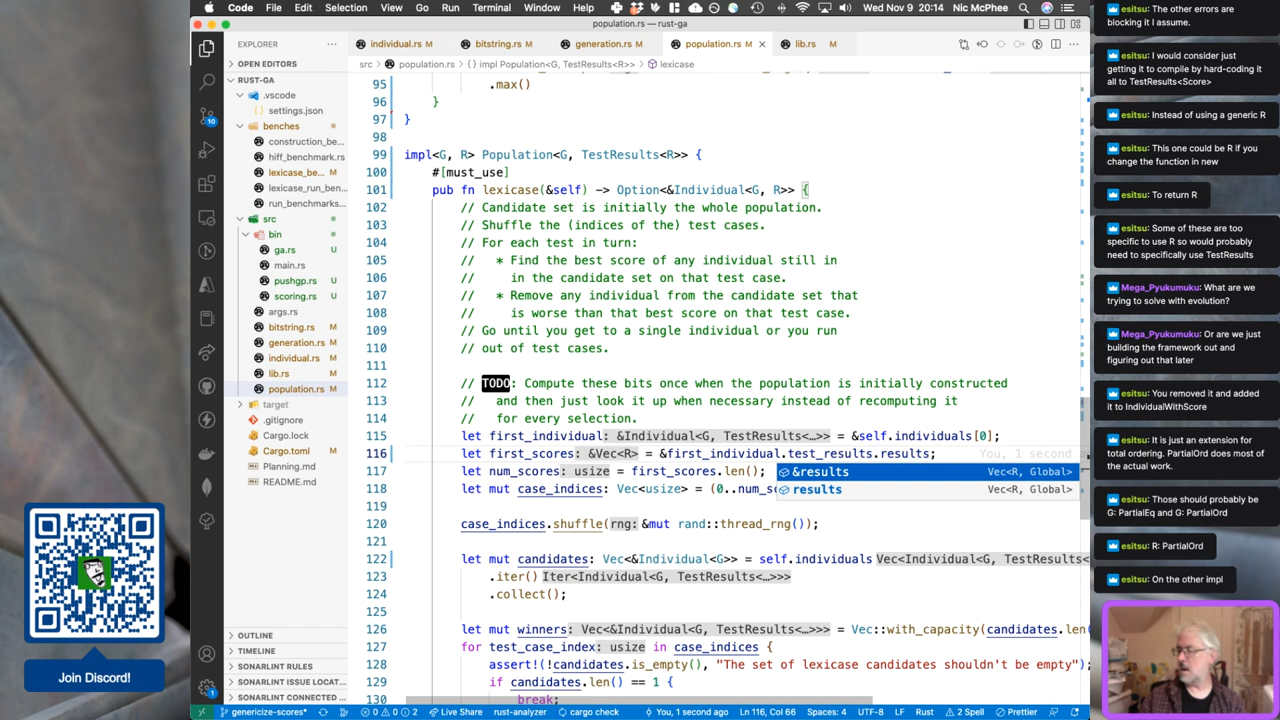 Code File Edit Selection View Go Run Terminal Window Help Wed Nov 9 20:14 Nic McPhee
population.rs — rust-ga
EXPLORER
OPEN EDITORS
RUST-GA
.vscode
settings.json
benches
construction_be...
hiff_benchmark.rs
lexicase_be... M
lexicase_run_ben...
run_benchmarks...
src
bin
ga.rs U
main.rs
pushgp.rs U
scoring.rs U
args.rs
bitstring.rs M
generation.rs M
individual.rs M
lib.rs M
population.rs M
target
.gitignore
Cargo.lock
Cargo.toml M
Planning.md
README.md
OUTLINE
TIMELINE
SONARLINT RULES
SONARLINT ISSUE LOCAT...
SONARLINT CONNECTED ...
10
1
individual.rs M bitstring.rs M generation.rs M population.rs M lib.rs M
src > population.rs > {} impl Population<G, TestResults<R>> > lexicase
95 .max()
96 }
97 }
98
99 impl<G, R> Population<G, TestResults<R>> {
100 #[must_use]
101 pub fn lexicase(&self) -> Option<&Individual<G, R>> {
102 // Candidate set is initially the whole population.
103 // Shuffle the (indices of the) test cases.
104 // For each test in turn:
105 // * Find the best score of any individual still in
106 // in the candidate set on that test case.
107 // * Remove any individual from the candidate set that
108 // is worse than that best score on that test case.
109 // Go until you get to a single individual or you run
110 // out of test cases.
111
112 // TODO: Compute these bits once when the population is initially constructed
113 // and then just look it up when necessary instead of recomputing it
114 // for every selection.
115 let first_individual: &Individual<G, TestResults<…>> = &self.individuals[0];
116 let first_scores: &Vec<R> = &first_individual.test_results.results; You, 1 second
117 let num_scores: usize = first_scores.len();
&results Vec<R, Global>
118 let mut case_indices: Vec<usize> = (0..num_sc
results Vec<R, Global>
119
120 case_indices.shuffle(rng: &mut rand::thread_rng());
121
122 let mut candidates: Vec<&Individual<G>> = self.individuals Vec<Individual<G, TestResults<
123 .iter() Iter<Individual<G, TestResults<…>>>
124 .collect();
125
126 let mut winners: Vec<&Individual<G, TestResults<…>>> = Vec::with_capacity(candidates.len(
127 for test_case_index: usize in case_indices {
128 assert!(!candidates.is_empty(), "The set of lexicase candidates shouldn't be empty");
129 if candidates.len() == 1 {
130 break;
genericize-scores* 0 0 2 Live Share rust-analyzer cargo check You, 1 second ago Ln 116, Col 66 Spaces: 4 UTF-8 LF Rust 2 Spell Prettier
Join Discord!
esitsu: The other errors are
blocking it I assume.
esitsu: I would consider just
getting it to compile by hard-coding it
all to TestResults<Score>
esitsu: Instead of using a generic R
esitsu: This one could be R if you
change the function in new
esitsu: To return R
esitsu: Some of these are too
specific to use R so would probably
need to specifically use TestResults
Mega_Pyukumuku: What are we
trying to solve with evolution?
Mega_Pyukumuku: Or are we just
building the framework out and
figuring out that later
esitsu: You removed it and added
it to IndividualWithScore
esitsu: It is just an extension for
total ordering. PartialOrd does most
of the actual work.
esitsu: Those should probably be
G: PartialEq and G: PartialOrd
esitsu: R: PartialOrd
esitsu: On the other impl